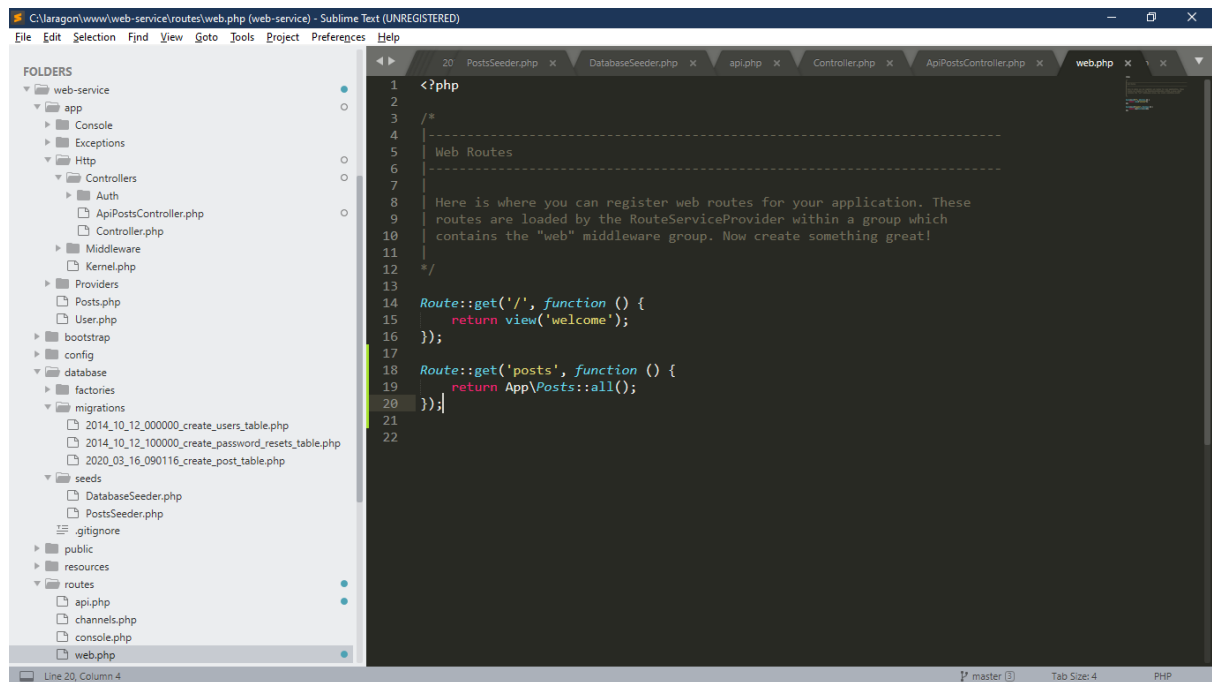 C:\laragon\www\web-service\routes\web.php (web-service) - Sublime Text (UNREGISTERED)
File Edit Selection Find View Goto Tools Project Preferences Help
FOLDERS
web-service
app
Console
Exceptions
Http
Controllers
Auth
ApiPostsController.php
Controller.php
Middleware
Kernel.php
Providers
Posts.php
User.php
bootstrap
config
database
factories
migrations
2014_10_12_000000_create_users_table.php
2014_10_12_100000_create_password_resets_table.php
2020_03_16_090116_create_post_table.php
seeds
DatabaseSeeder.php
PostsSeeder.php
.gitignore
public
resources
routes
api.php
channels.php
console.php
web.php
20 PostsSeeder.php × DatabaseSeeder.php × api.php × Controller.php × ApiPostsController.php × web.php × ×
1 <?php
2
3 /*
4 |--------------------------------------------------------------------------
5 | Web Routes
6 |--------------------------------------------------------------------------
7 |
8 | Here is where you can register web routes for your application. These
9 | routes are loaded by the RouteServiceProvider within a group which
10 | contains the "web" middleware group. Now create something great!
11 |
12 */
13
14 Route::get('/', function () {
15     return view('welcome');
16 });
17
18 Route::get('posts', function () {
19     return App\Posts::all();
20 });
21
22
Line 20, Column 4 master 3 Tab Size: 4 PHP